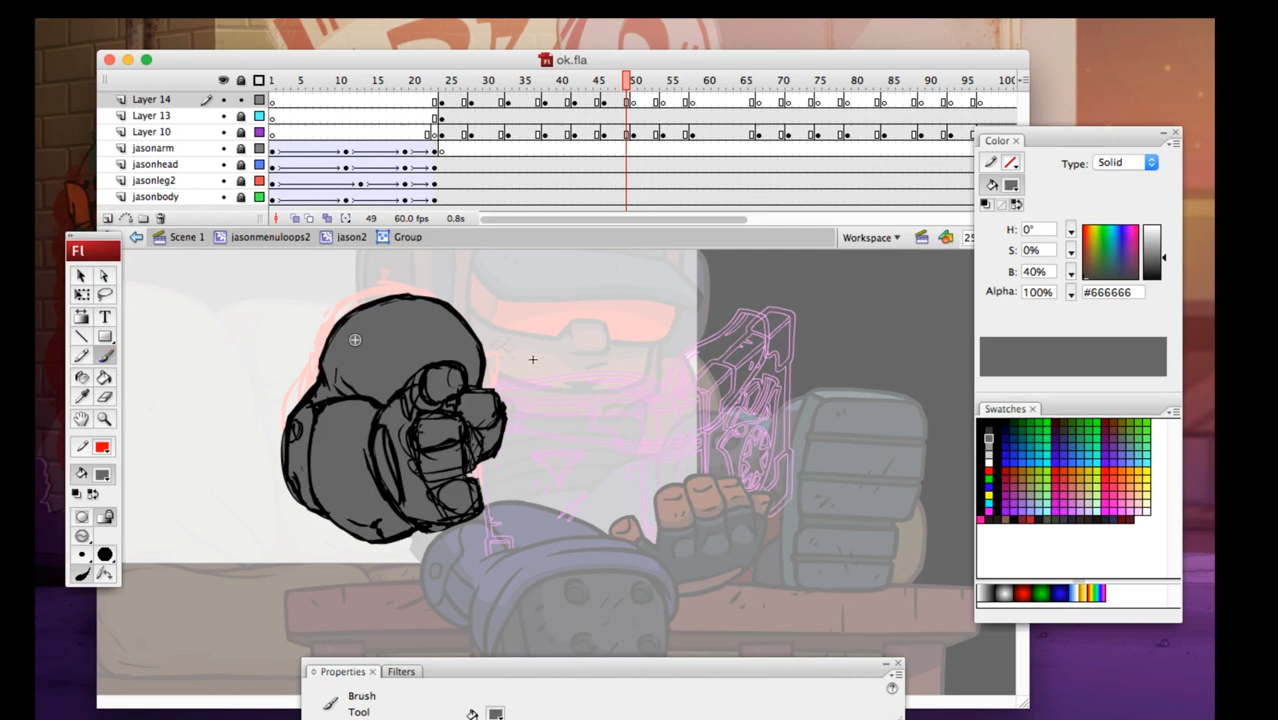 ok.fla
1 5 10 15 20 25 30 35 40 45 50 55 60 65 70 75 80 85 90 95 100
Layer 14
Layer 13
Layer 10
jasonarm
jasonhead
jasonleg2
jasonbody
49 60.0 fps 0.8s
Scene 1 jasonmenuloops2 jason2 Group Workspace
Fl
T
Color
Type: Solid
H: 0°
S: 0%
B: 40%
Alpha: 100% #666666
Swatches
Properties Filters
Brush
Tool